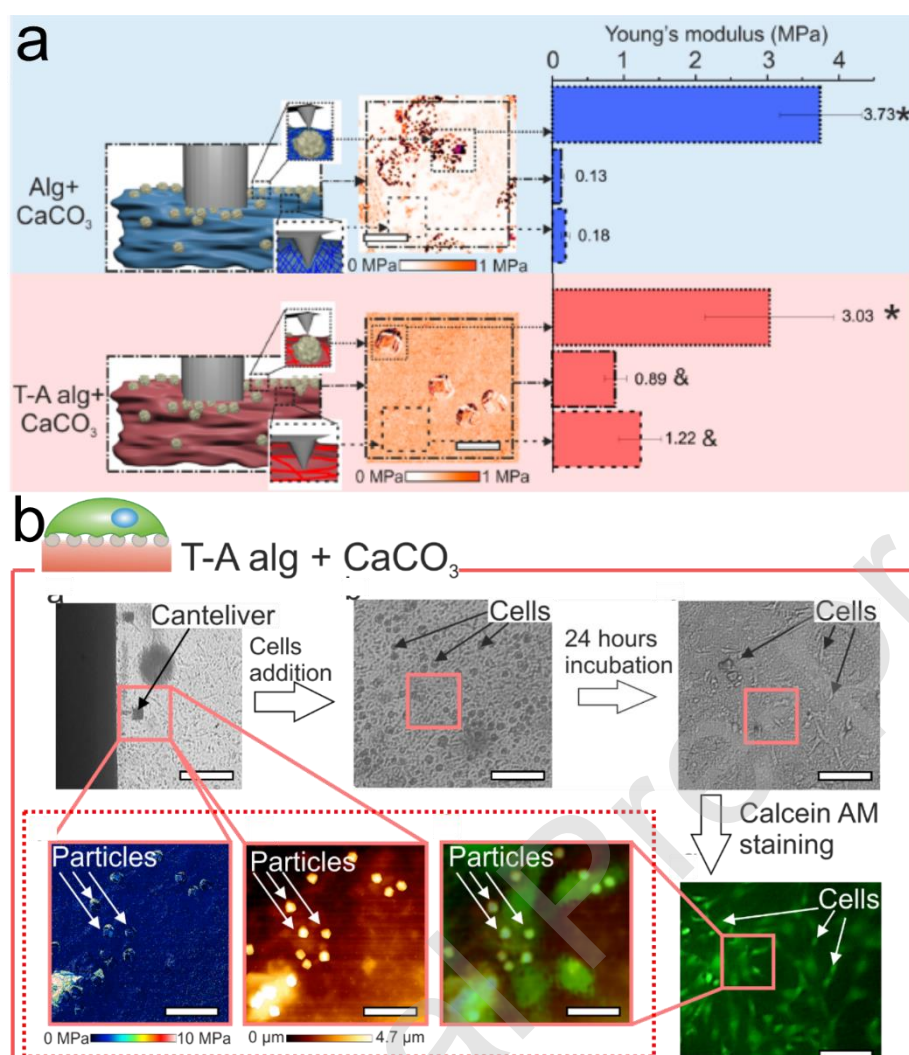 a
Young's modulus (MPa)
0 1 2 3 4
Alg+
CaCO₃
3.73*
0.13
0.18
0 MPa 1 MPa
T-A alg+
CaCO₃
3.03 *
0.89 &
1.22 &
0 MPa 1 MPa
b
T-A alg + CaCO₃
Canteliver
Cells
addition
Cells
24 hours
incubation
Cells
Calcein AM
staining
Particles
Particles
Particles
Cells
0 MPa 10 MPa
0 µm 4.7 µm